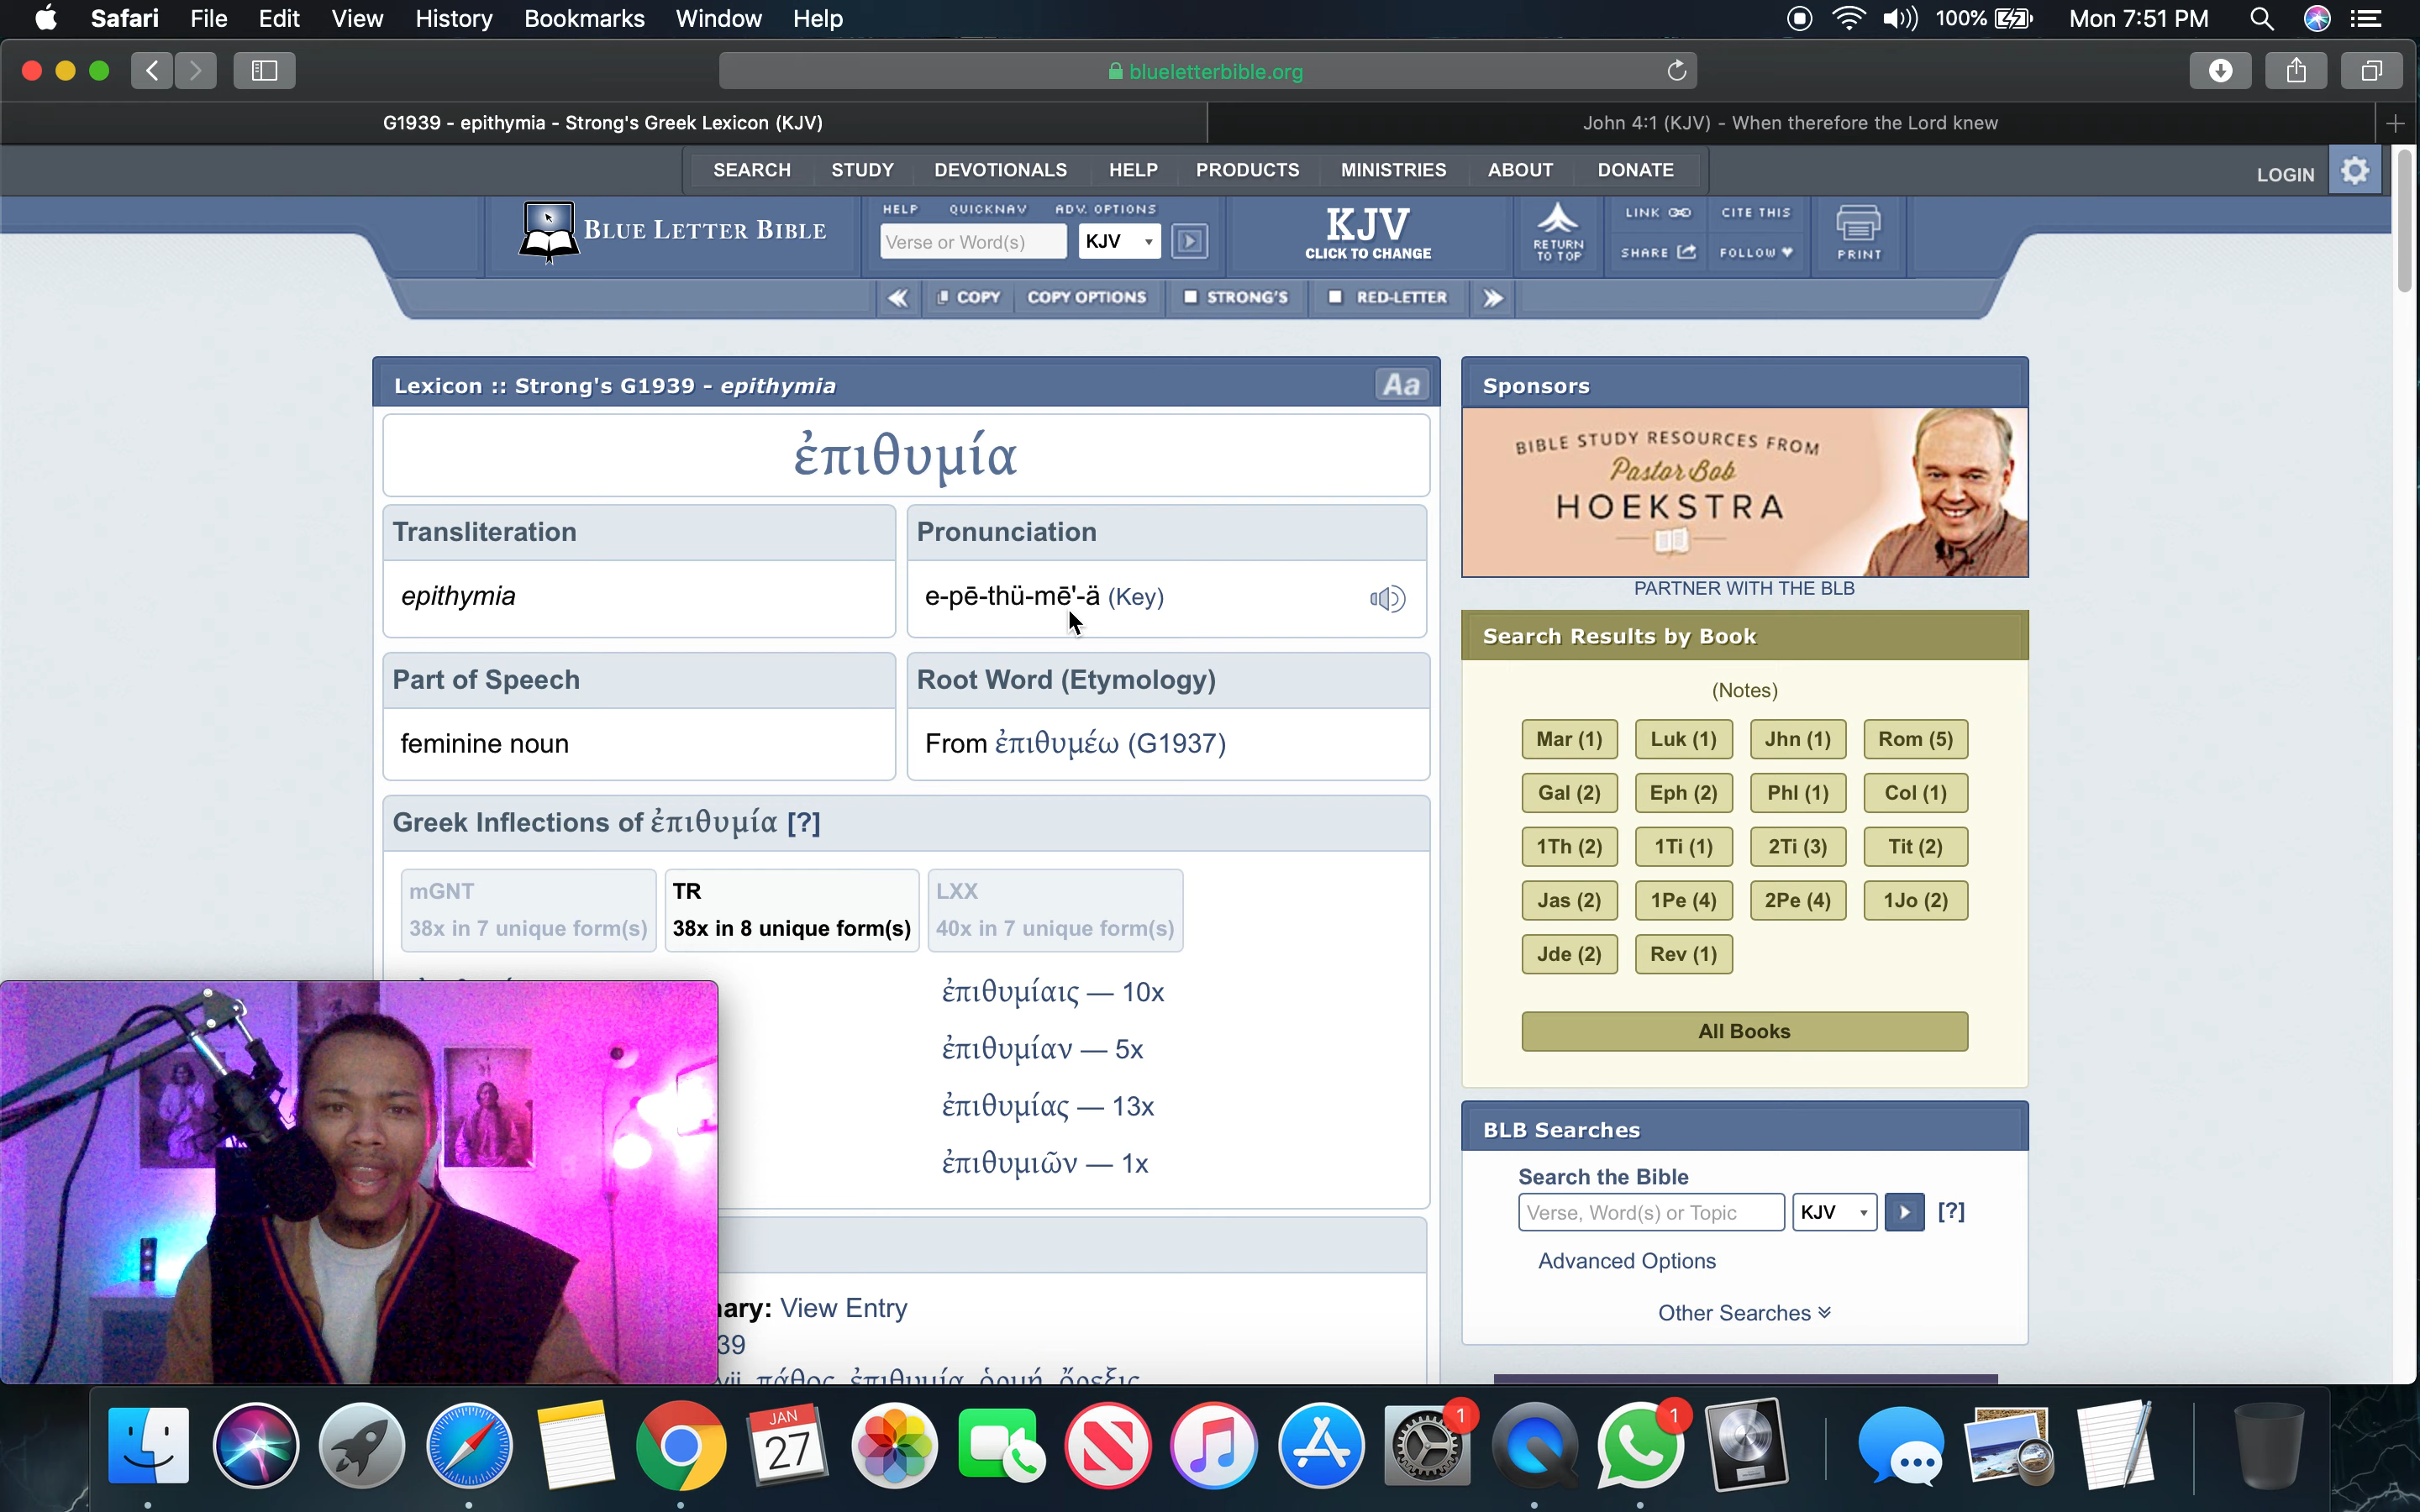 Safari File Edit View History Bookmarks Window Help 100% Mon 7:51 PM
blueletterbible.org
G1939 - epithymia - Strong's Greek Lexicon (KJV) John 4:1 (KJV) - When therefore the Lord knew
SEARCH STUDY DEVOTIONALS HELP PRODUCTS MINISTRIES ABOUT DONATE LOGIN
BLUE LETTER BIBLE
HELP QUICKNAV ADV. OPTIONS
Verse or Word(s) KJV
KJV
CLICK TO CHANGE
RETURN
TO TOP
LINK CITE THIS
SHARE FOLLOW
PRINT
COPY COPY OPTIONS STRONG'S RED-LETTER
Lexicon :: Strong's G1939 - epithymia Aa
ἐπιθυμία
Transliteration
epithymia
Pronunciation
e-pē-thü-mē'-ä (Key)
Part of Speech
feminine noun
Root Word (Etymology)
From ἐπιθυμέω (G1937)
Greek Inflections of ἐπιθυμία [?]
mGNT
38x in 7 unique form(s)
TR
38x in 8 unique form(s)
LXX
40x in 7 unique form(s)
ἐπιθυμίαις — 10x
ἐπιθυμίαν — 5x
ἐπιθυμίας — 13x
ἐπιθυμιῶν — 1x
ary: View Entry
39
πάθος, ἐπιθυμία, ὁρμή, ὄρεξις
Sponsors
BIBLE STUDY RESOURCES FROM
Pastor Bob
HOEKSTRA
PARTNER WITH THE BLB
Search Results by Book
(Notes)
Mar (1) Luk (1) Jhn (1) Rom (5)
Gal (2) Eph (2) Phl (1) Col (1)
1Th (2) 1Ti (1) 2Ti (3) Tit (2)
Jas (2) 1Pe (4) 2Pe (4) 1Jo (2)
Jde (2) Rev (1)
All Books
BLB Searches
Search the Bible
Verse, Word(s) or Topic KJV [?]
Advanced Options
Other Searches
JAN
27
1
1